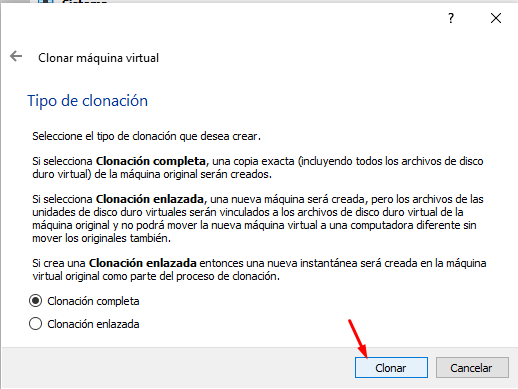 Sistema
Clonar máquina virtual
Tipo de clonación
Seleccione el tipo de clonación que desea crear.
Si selecciona Clonación completa, una copia exacta (incluyendo todos los archivos de disco
duro virtual) de la máquina original serán creados.
Si selecciona Clonación enlazada, una nueva máquina será creada, pero los archivos de las
unidades de disco duro virtuales serán vinculados a los archivos de disco duro virtual de la
máquina original y no podrá mover la nueva máquina virtual a una computadora diferente sin
mover los originales también.
Si crea una Clonación enlazada entonces una nueva instantánea será creada en la máquina
virtual original como parte del proceso de clonación.
Clonación completa
Clonación enlazada
Clonar
Cancelar